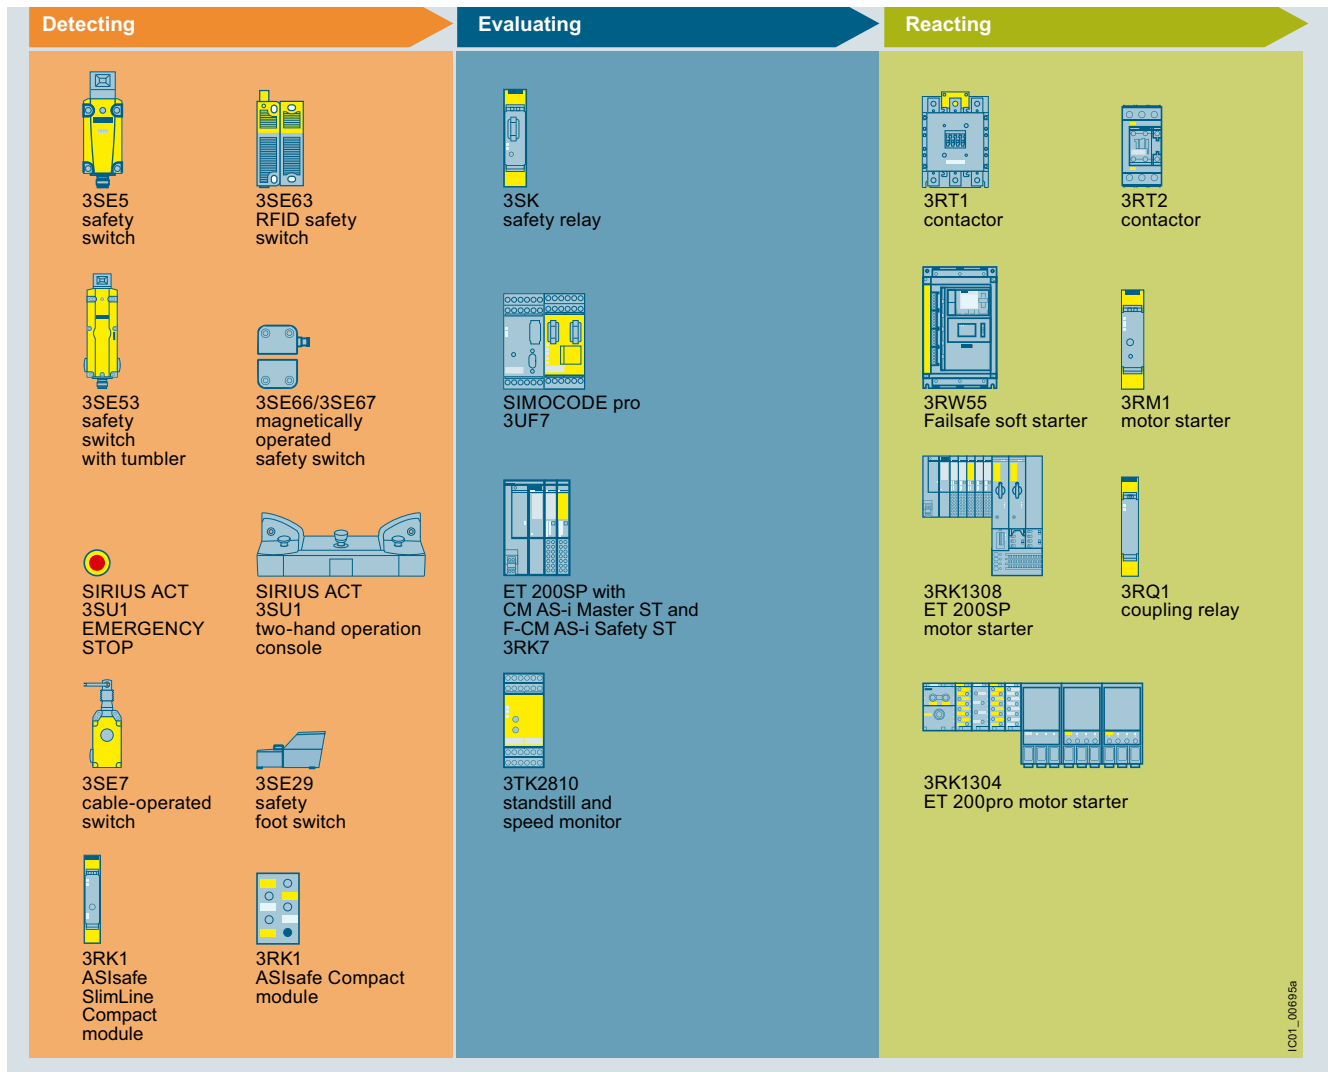 Detecting
Evaluating
Reacting
3SE5
safety
switch
3SE63
RFID safety
switch
3SE53
safety
switch
with tumbler
3SE66/3SE67
magnetically
operated
safety switch
SIRIUS ACT
3SU1
EMERGENCY
STOP
SIRIUS ACT
3SU1
two-hand operation
console
3SE7
cable-operated
switch
3SE29
safety
foot switch
3RK1
ASIsafe
SlimLine
Compact
module
3RK1
ASIsafe Compact
module
3SK
safety relay
SIMOCODE pro
3UF7
ET 200SP with
CM AS-i Master ST and
F-CM AS-i Safety ST
3RK7
3TK2810
standstill and
speed monitor
3RT1
contactor
3RT2
contactor
3RW55
Failsafe soft starter
3RM1
motor starter
3RK1308
ET 200SP
motor starter
3RQ1
coupling relay
3RK1304
ET 200pro motor starter
IC01_00695a